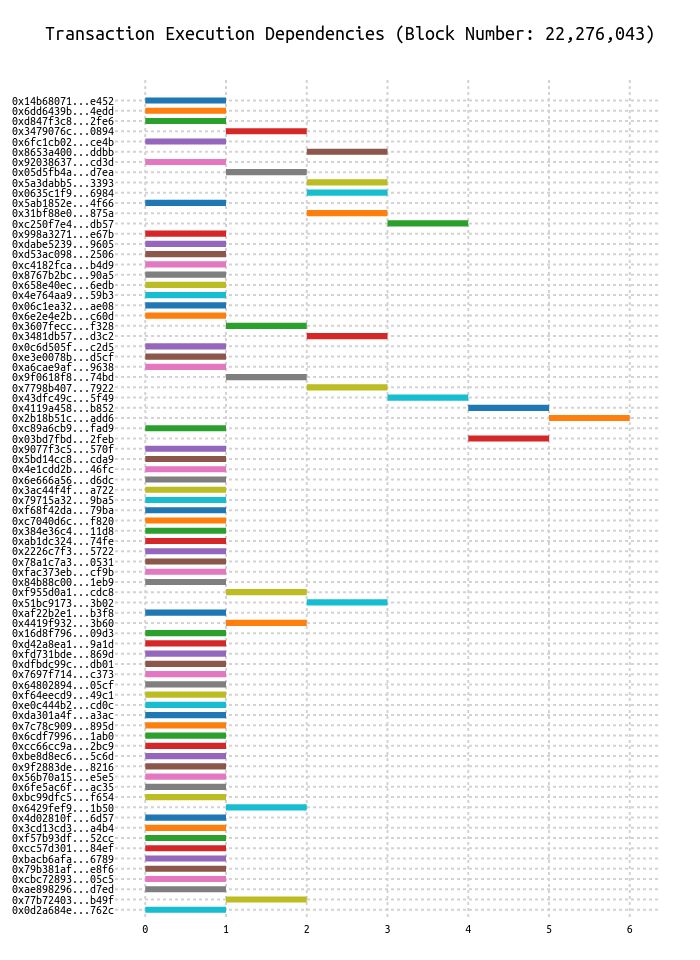 Transaction Execution Dependencies (Block Number: 22,276,043)
0x14b68071...e452
0x6dd6439b...4edd
0xd847f3c8...2fe6
0x3479076c...0894
0x6fc1cb02...ce4b
0x8653a400...ddbb
0x92038637...cd3d
0x05d5fb4a...d7ea
0x5a3dabb5...3393
0x0635c1f9...6984
0x5ab1852e...4f66
0x31bf88e0...875a
0xc250f7e4...db57
0x998a3271...e67b
0xdabe5239...9605
0xd53ac098...2506
0xc4182fca...b4d9
0x8767b2bc...90a5
0x658e40ec...6edb
0x4e764aa9...59b3
0x06c1ea32...ae08
0x6e2e4e2b...c60d
0x3607fecc...f328
0x3481db57...d3c2
0x0c6d505f...c2d5
0xe3e0078b...d5cf
0xa6cae9af...9638
0x9f0618f8...74bd
0x7798b407...7922
0x43dfc49c...5f49
0x4119a458...b852
0x2b18b51c...add6
0xc89a6cb9...fad9
0x03bd7fbd...2feb
0x9077f3c5...570f
0x5bd14cc8...cda9
0x4e1cdd2b...46fc
0x6e666a56...d6dc
0x3ac44f4f...a722
0x79715a32...9ba5
0xf68f42da...79ba
0xc7040d6c...f820
0x384e36c4...11d8
0xab1dc324...74fe
0x2226c7f3...5722
0x78a1c7a3...0531
0xfac373eb...cf9b
0x84b88c00...1eb9
0xf955d0a1...cdc8
0x51bc9173...3b02
0xaf22b2e1...b3f8
0x4419f932...3b60
0x16d8f796...09d3
0xd42a8ea1...9a1d
0xfd731bde...869d
0xdfbdc99c...db01
0x7697f714...c373
0x64802894...05cf
0xf64eecd9...49c1
0xe0c444b2...cd0c
0xda301a4f...a3ac
0x7c78c909...895d
0x6cdf7996...1ab0
0xcc66cc9a...2bc9
0xbe8d8ec6...5c6d
0x9f2883de...8216
0x56b70a15...e5e5
0x6fe5ac6f...ac35
0xbc99dfc5...f654
0x6429fef9...1b50
0x4d02810f...6d57
0x3cd13cd3...a4b4
0xf57b93df...52cc
0xcc57d301...84ef
0xbacb6afa...6789
0x79b381af...e8f6
0xcbc72893...05c5
0xae898296...d7ed
0x77b72403...b49f
0x0d2a684e...762c
0 1 2 3 4 5 6